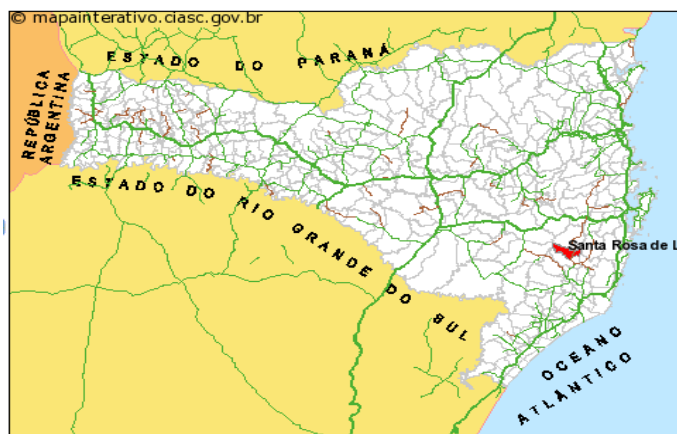 © mapainterativo.ciasc.gov.br
ESTADO DO PARANÁ
REPÚBLICA
ARGENTINA
ESTADO DO RIO GRANDE DO SUL
Santa Rosa de L
OCEANO
ATLÂNTICO